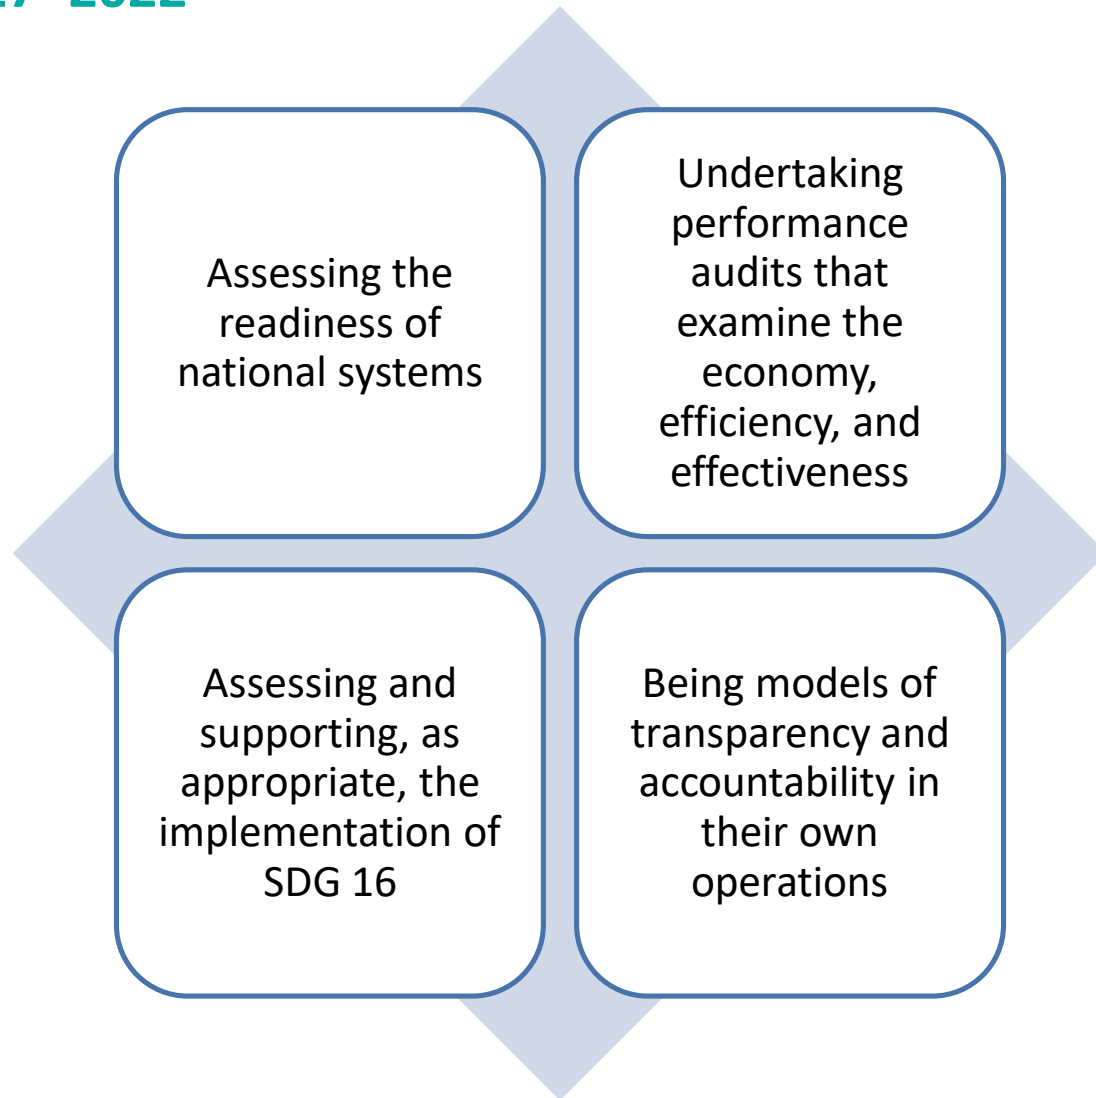 2022
Assessing the
readiness of
national systems
Undertaking
performance
audits that
examine the
economy,
efficiency, and
effectiveness
Assessing and
supporting, as
appropriate, the
implementation of
SDG 16
Being models of
transparency and
accountability in
their own
operations